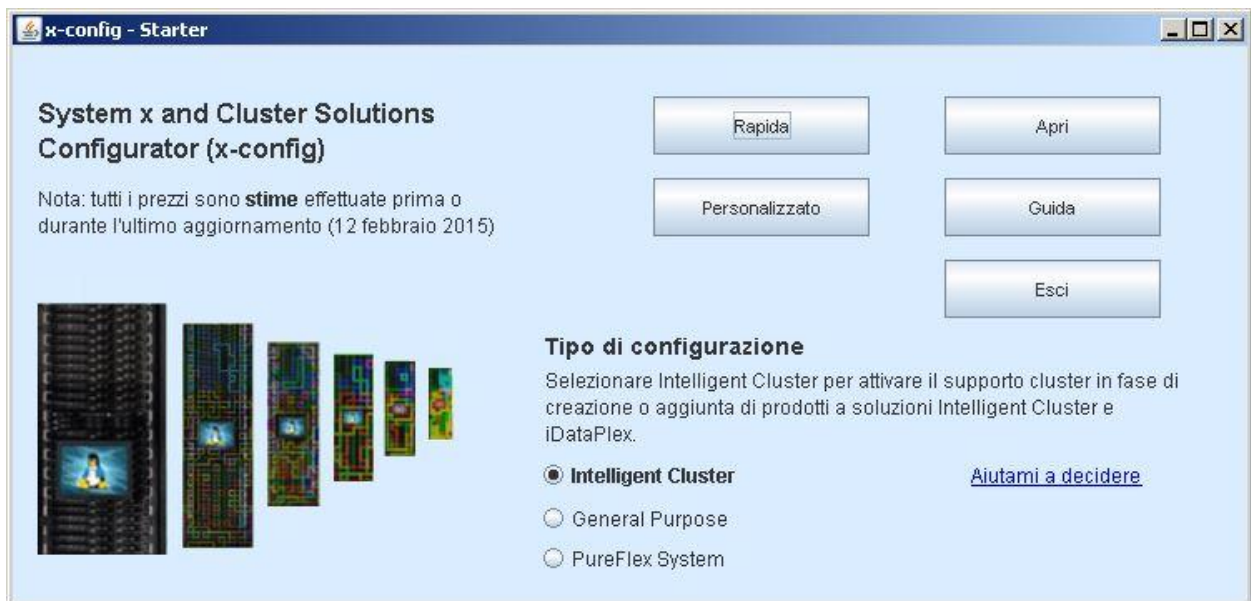 x-config - Starter
System x and Cluster Solutions
Configurator (x-config)
Nota: tutti i prezzi sono stime effettuate prima o
durante l'ultimo aggiornamento (12 febbraio 2015)
Rapida
Apri
Personalizzato
Guida
Esci
Tipo di configurazione
Selezionare Intelligent Cluster per attivare il supporto cluster in fase di
creazione o aggiunta di prodotti a soluzioni Intelligent Cluster e
iDataPlex.
Intelligent Cluster
Aiutami a decidere
General Purpose
PureFlex System